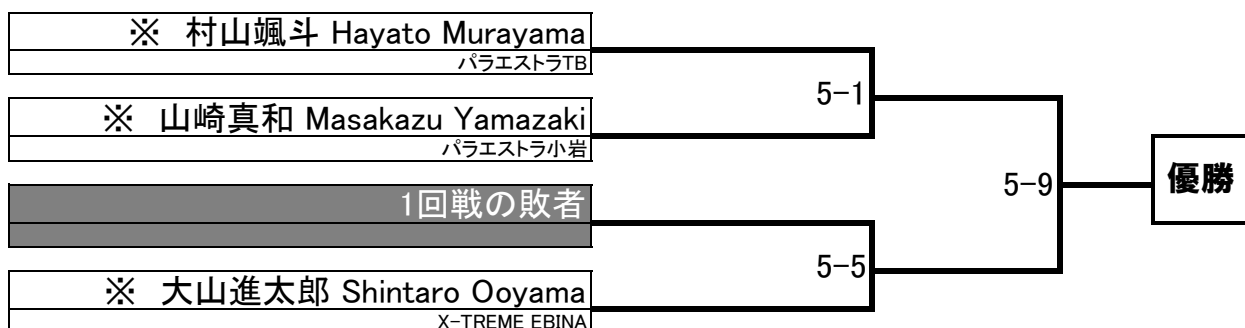 ※ 村山颯斗 Hayato Murayama
パラエストラTB
5-1
※ 山崎真和 Masakazu Yamazaki
パラエストラ小岩
5-9
優勝
1回戦の敗者
5-5
※ 大山進太郎 Shintaro Ooyama
X-TREME EBINA